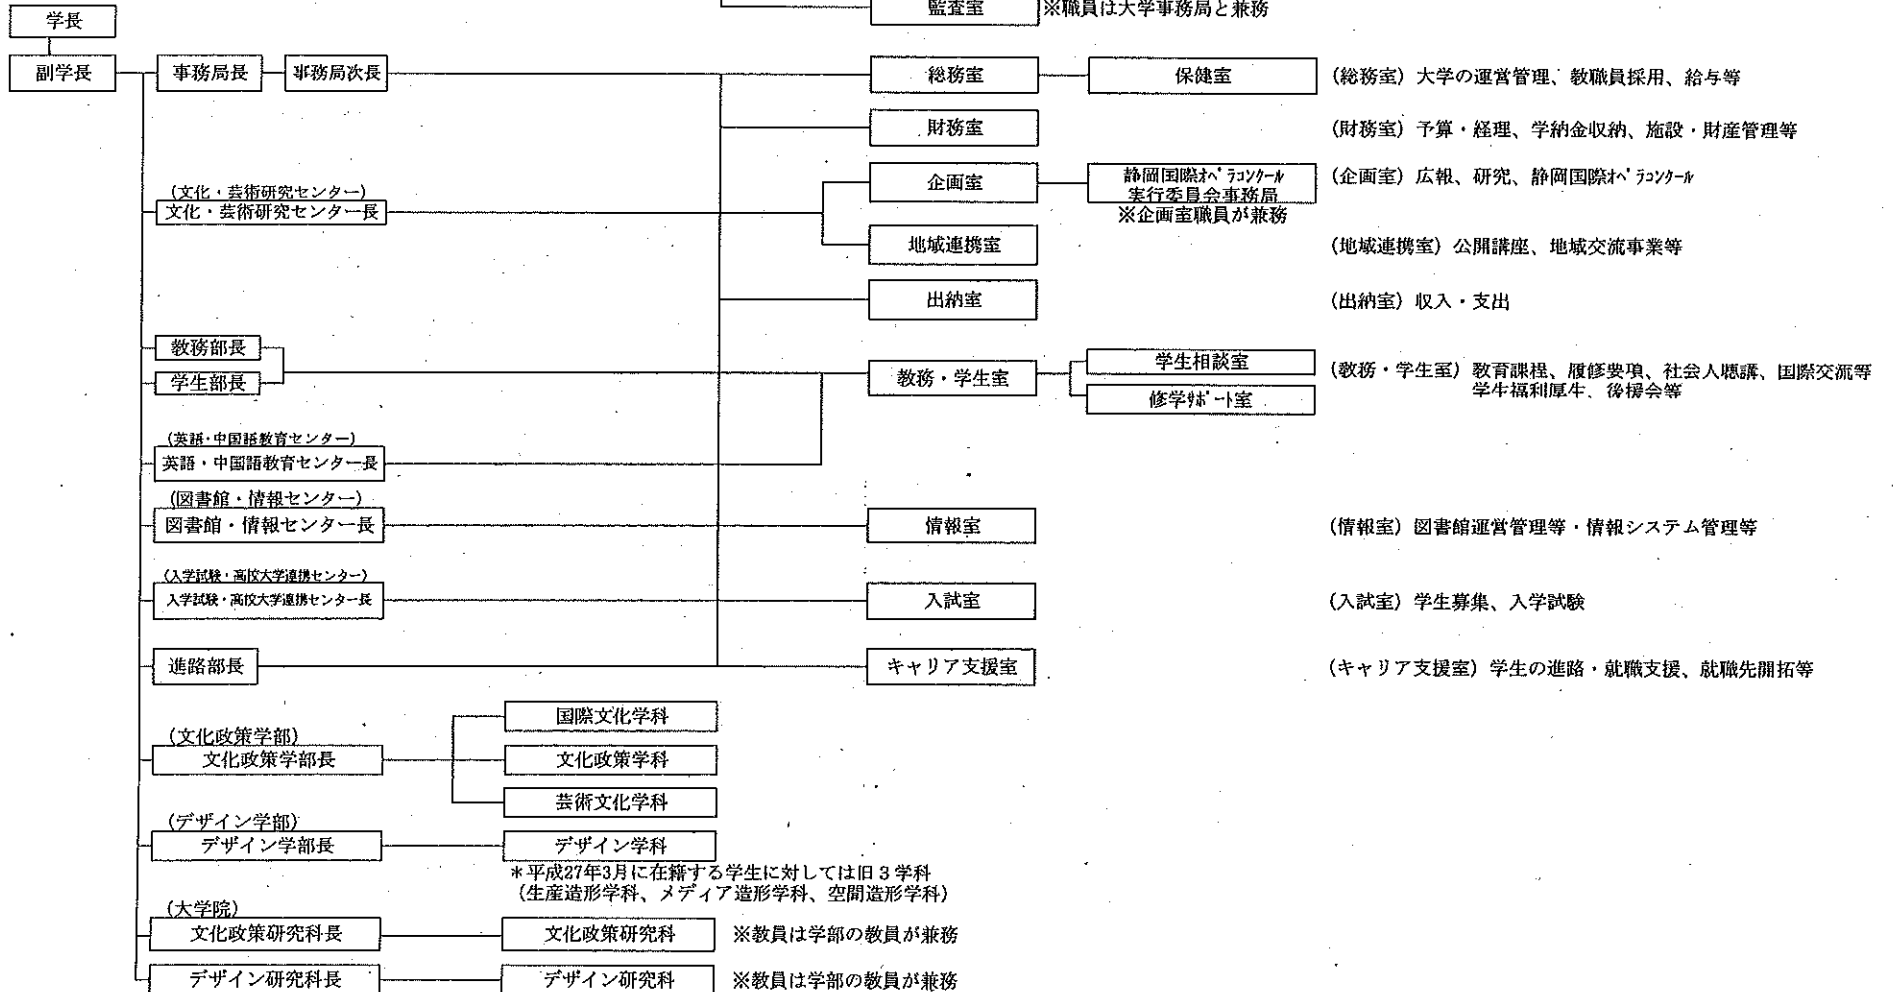 監査室 ※職員は大学事務局と兼務
学長
副学長 事務局長 事務局次長 総務室 保健室 (総務室) 大学の運営管理、教職員採用、給与等
財務室 (財務室) 予算・経理、学納金収納、施設・財産管理等
企画室 静岡国際ｵﾍﾟﾗｺﾝｸｰﾙ (企画室) 広報、研究、静岡国際ｵﾍﾟﾗｺﾝｸｰﾙ
実行委員会事務局
※企画室職員が兼務
(文化・芸術研究センター)
文化・芸術研究センター長
地域連携室 (地域連携室) 公開講座、地域交流事業等
出納室 (出納室) 収入・支出
教務部長
学生部長
教務・学生室 学生相談室 (教務・学生室) 教育課程、履修要項、社会人聴講、国際交流等
修学ｻﾎﾟｰﾄ室 学生福利厚生、後援会等
(英語・中国語教育センター)
英語・中国語教育センター長
(図書館・情報センター)
図書館・情報センター長 情報室 (情報室) 図書館運営管理等・情報システム管理等
(入学試験・高校大学連携センター)
入学試験・高校大学連携センター長 入試室 (入試室) 学生募集、入学試験
進路部長 キャリア支援室 (キャリア支援室) 学生の進路・就職支援、就職先開拓等
国際文化学科
(文化政策学部)
文化政策学部長 文化政策学科
芸術文化学科
(デザイン学部)
デザイン学部長 デザイン学科
＊平成27年3月に在籍する学生に対しては旧３学科
(生産造形学科、メディア造形学科、空間造形学科)
(大学院)
文化政策研究科長 文化政策研究科 ※教員は学部の教員が兼務
デザイン研究科長 デザイン研究科 ※教員は学部の教員が兼務